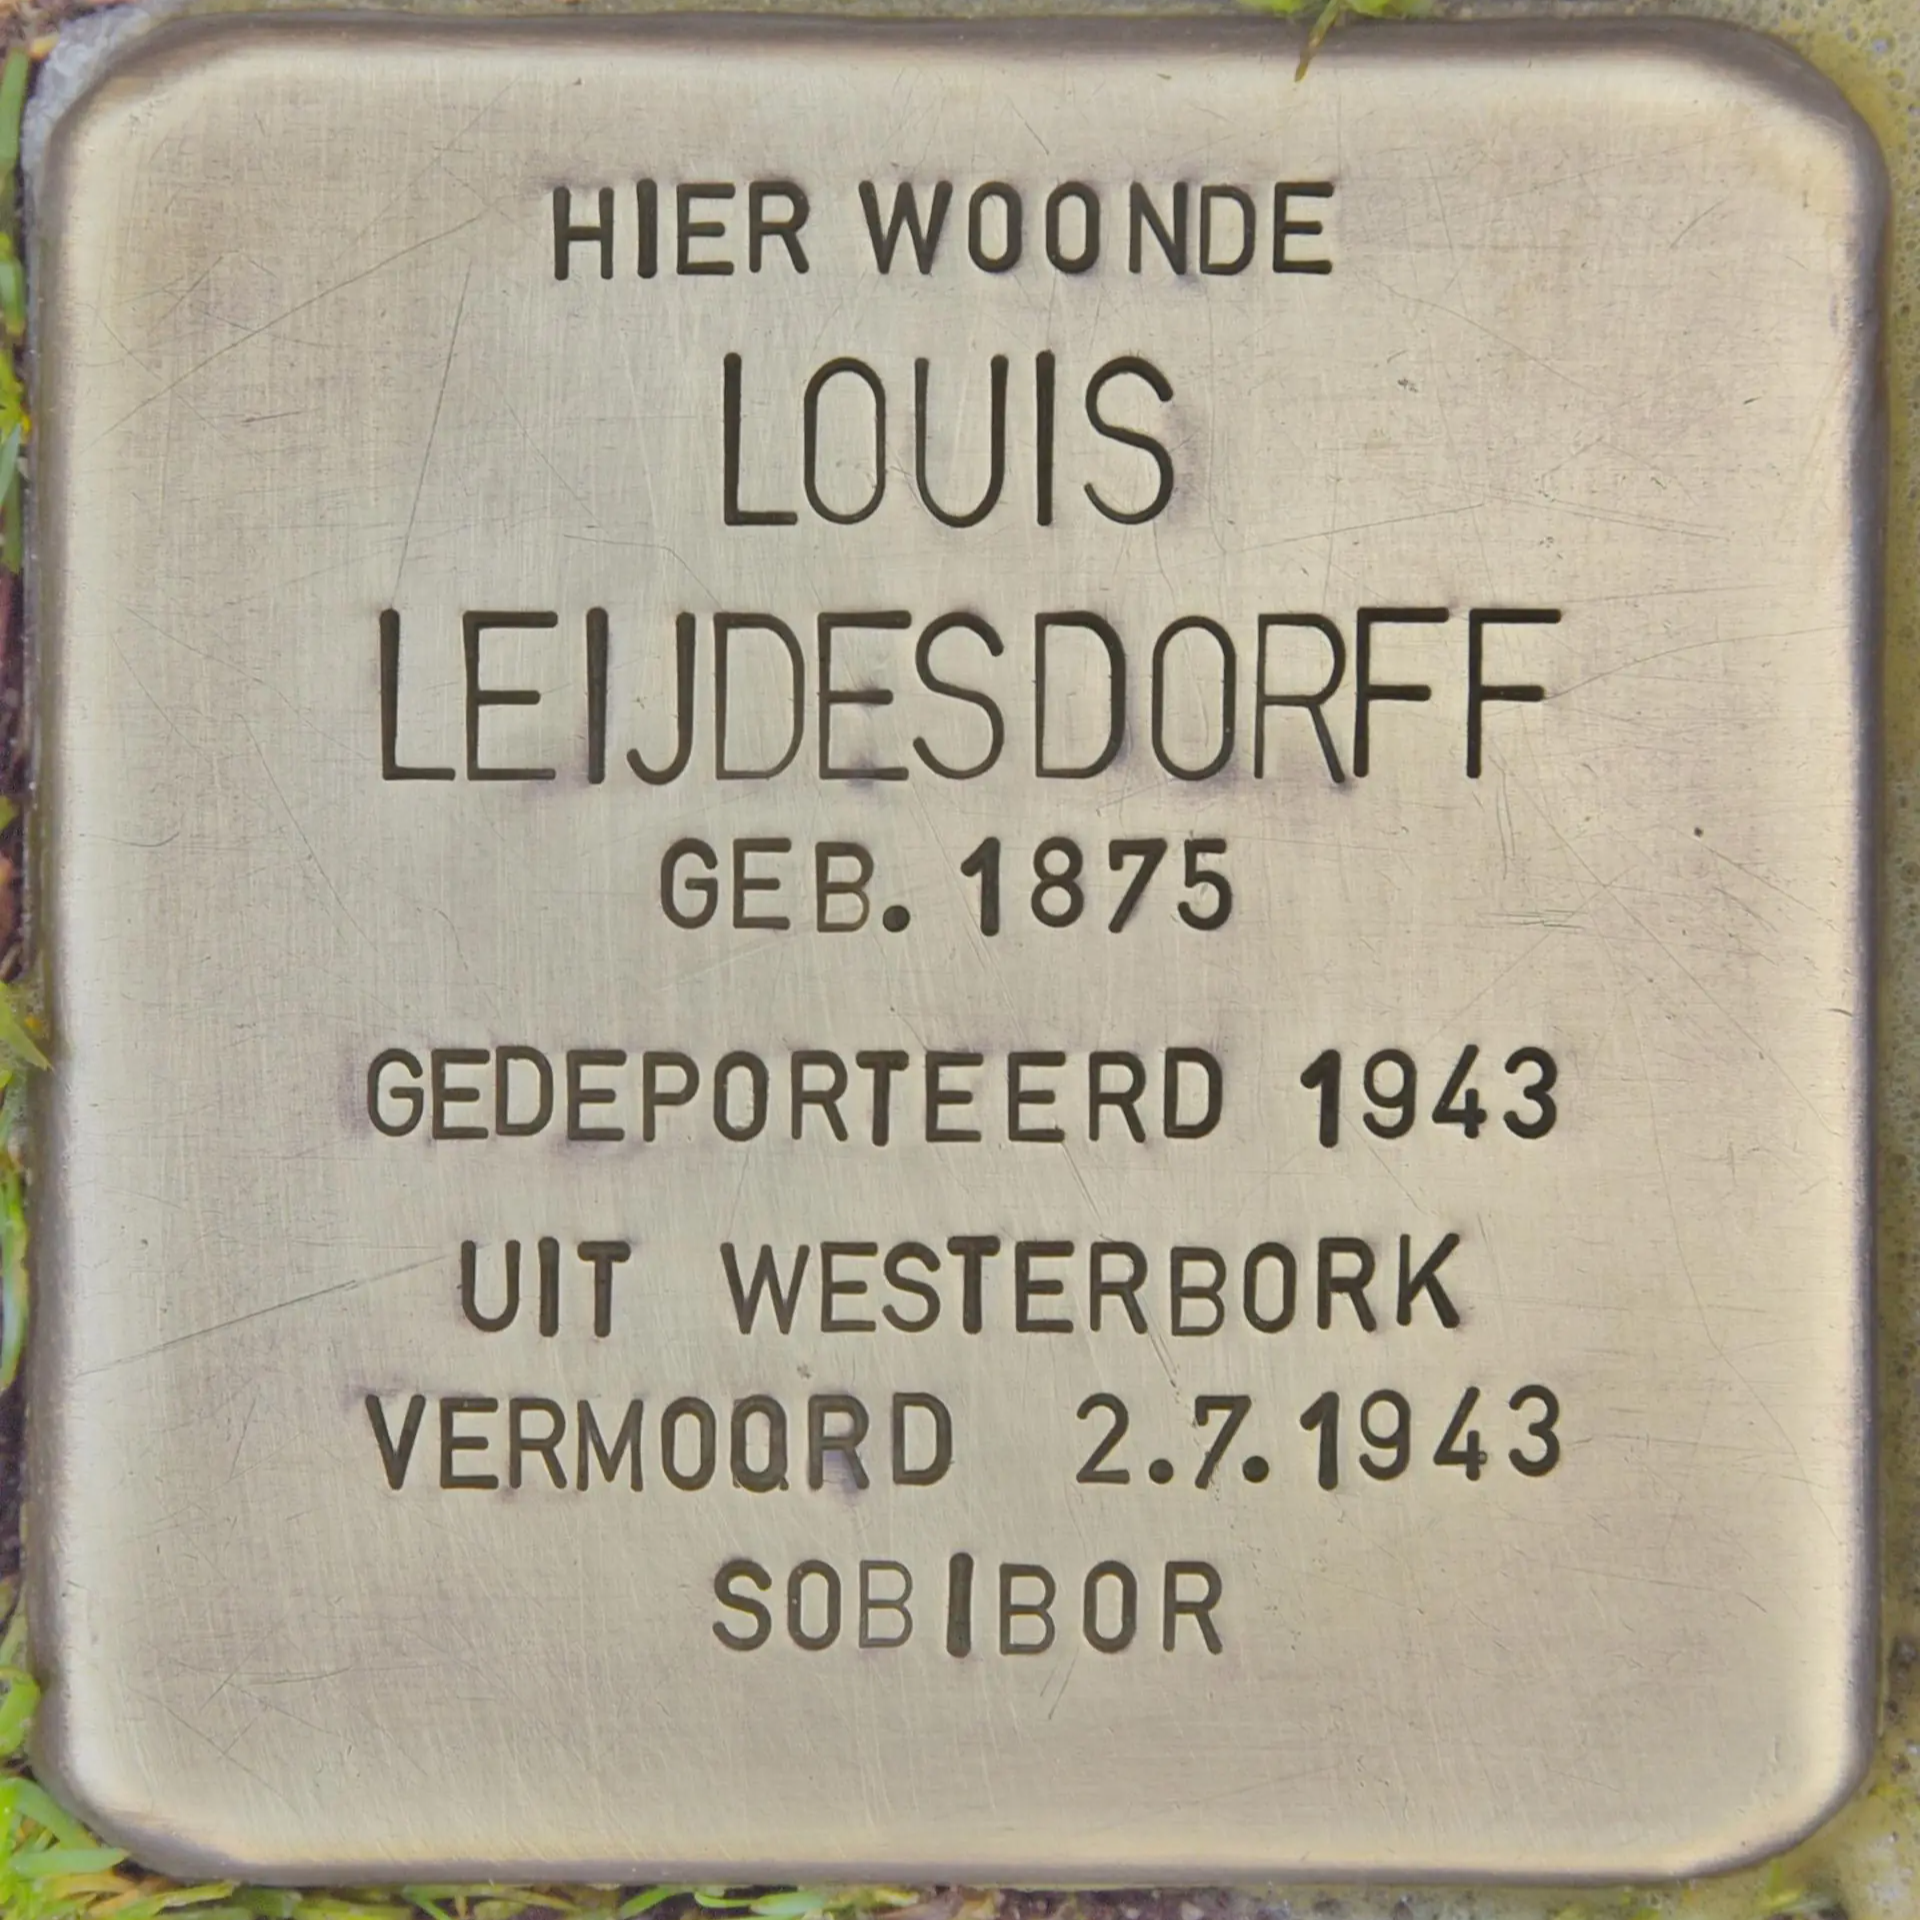 HIER WOONDE
LOUIS
LEIJDESDORFF
GEB. 1875
GEDEPORTEERD 1943
UIT WESTERBORK
VERMOORD 2.7.1943
SOBIBOR